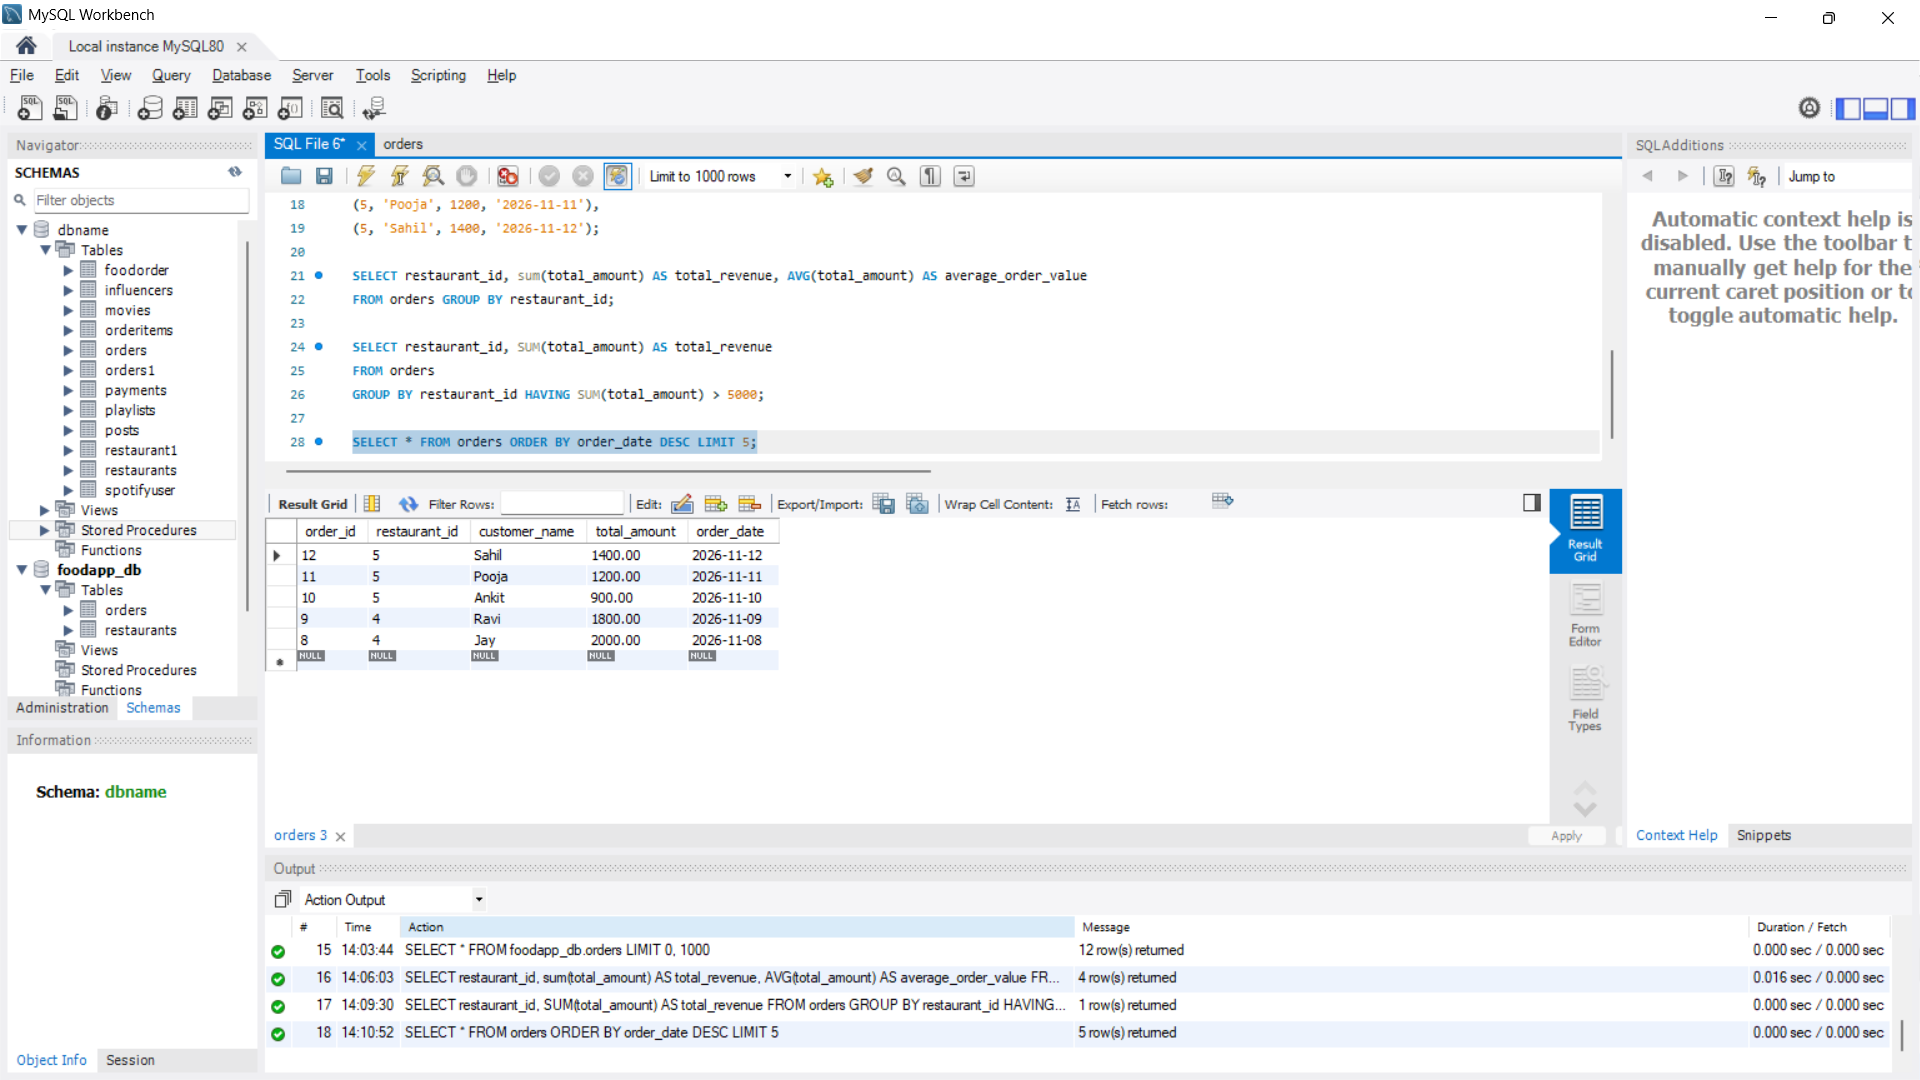 MySQL Workbench
Local instance MySQL80
File Edit View Query Database Server Tools Scripting Help
Navigator
SCHEMAS
Filter objects
dbname
Tables
foodorder
influencers
movies
orderitems
orders
orders1
payments
playlists
posts
restaurant1
restaurants
spotifyuser
Views
Stored Procedures
Functions
foodapp_db
Tables
orders
restaurants
Views
Stored Procedures
Functions
Administration Schemas
Information
Schema: dbname
Object Info Session
SQL File 6* orders
Limit to 1000 rows
18 (5, 'Pooja', 1200, '2026-11-11'),
19 (5, 'Sahil', 1400, '2026-11-12');
20
21 SELECT restaurant_id, sum(total_amount) AS total_revenue, AVG(total_amount) AS average_order_value
22 FROM orders GROUP BY restaurant_id;
23
24 SELECT restaurant_id, SUM(total_amount) AS total_revenue
25 FROM orders
26 GROUP BY restaurant_id HAVING SUM(total_amount) > 5000;
27
28 SELECT * FROM orders ORDER BY order_date DESC LIMIT 5;
Result Grid Filter Rows: Edit: Export/Import: Wrap Cell Content: Fetch rows:
order_id restaurant_id customer_name total_amount order_date
12 5 Sahil 1400.00 2026-11-12
11 5 Pooja 1200.00 2026-11-11
10 5 Ankit 900.00 2026-11-10
9 4 Ravi 1800.00 2026-11-09
8 4 Jay 2000.00 2026-11-08
NULL NULL NULL NULL NULL
Result
Grid
Form
Editor
Field
Types
orders 3
Apply
SQLAdditions
Jump to
Automatic context help is
disabled. Use the toolbar t
manually get help for the
current caret position or to
toggle automatic help.
Context Help Snippets
Output
Action Output
# Time Action Message Duration / Fetch
15 14:03:44 SELECT * FROM foodapp_db.orders LIMIT 0, 1000 12 row(s) returned 0.000 sec / 0.000 sec
16 14:06:03 SELECT restaurant_id, sum(total_amount) AS total_revenue, AVG(total_amount) AS average_order_value FR... 4 row(s) returned 0.016 sec / 0.000 sec
17 14:09:30 SELECT restaurant_id, SUM(total_amount) AS total_revenue FROM orders GROUP BY restaurant_id HAVING... 1 row(s) returned 0.000 sec / 0.000 sec
18 14:10:52 SELECT * FROM orders ORDER BY order_date DESC LIMIT 5 5 row(s) returned 0.000 sec / 0.000 sec